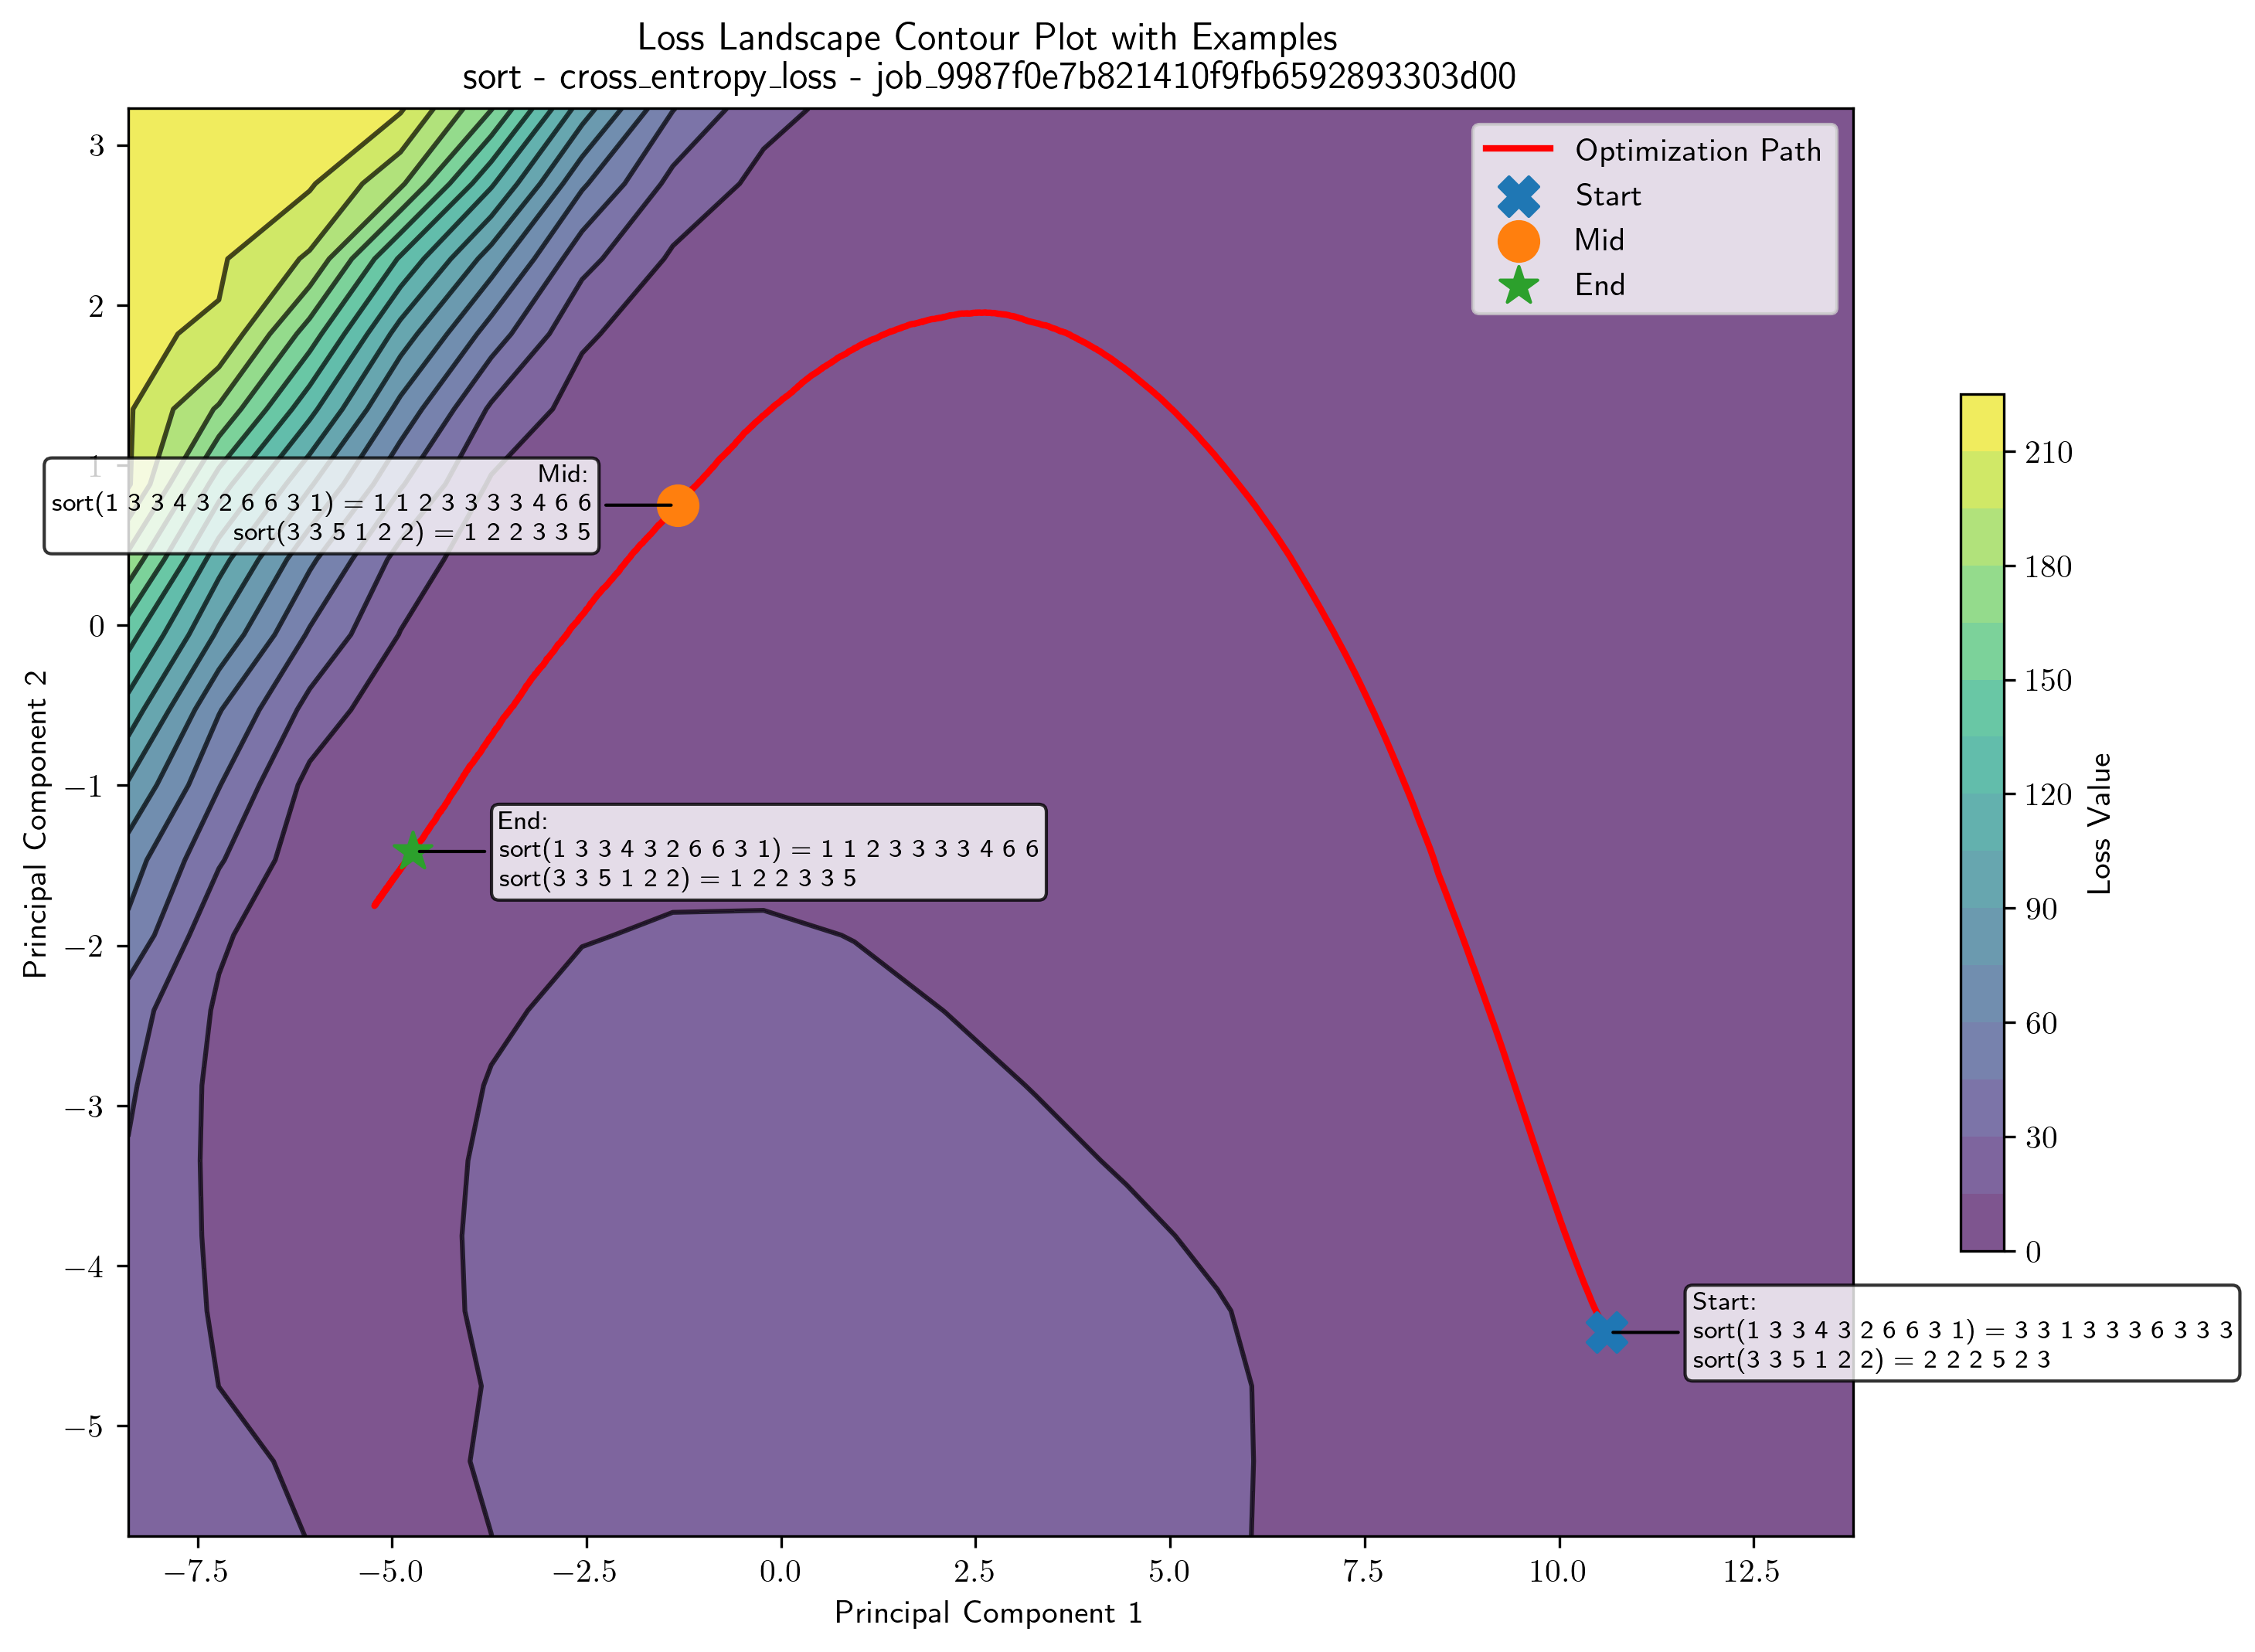 Loss Landscape Contour Plot with Examples
sort - cross_entropy_loss - job_9987f0e7b821410f9fb6592893303d00
Optimization Path
Start
Mid
End
3
2
1
0
−1
−2
−3
−4
−5
Principal Component 2
Mid:
sort(1 3 3 4 3 2 6 6 3 1) = 1 1 2 3 3 3 3 4 6 6
sort(3 3 5 1 2 2) = 1 2 2 3 3 5
End:
sort(1 3 3 4 3 2 6 6 3 1) = 1 1 2 3 3 3 3 4 6 6
sort(3 3 5 1 2 2) = 1 2 2 3 3 5
Start:
sort(1 3 3 4 3 2 6 6 3 1) = 3 3 1 3 3 3 6 3 3 3
sort(3 3 5 1 2 2) = 2 2 2 5 2 3
−7.5 −5.0 −2.5 0.0 2.5 5.0 7.5 10.0 12.5
Principal Component 1
210
180
150
120
90
60
30
0
Loss Value